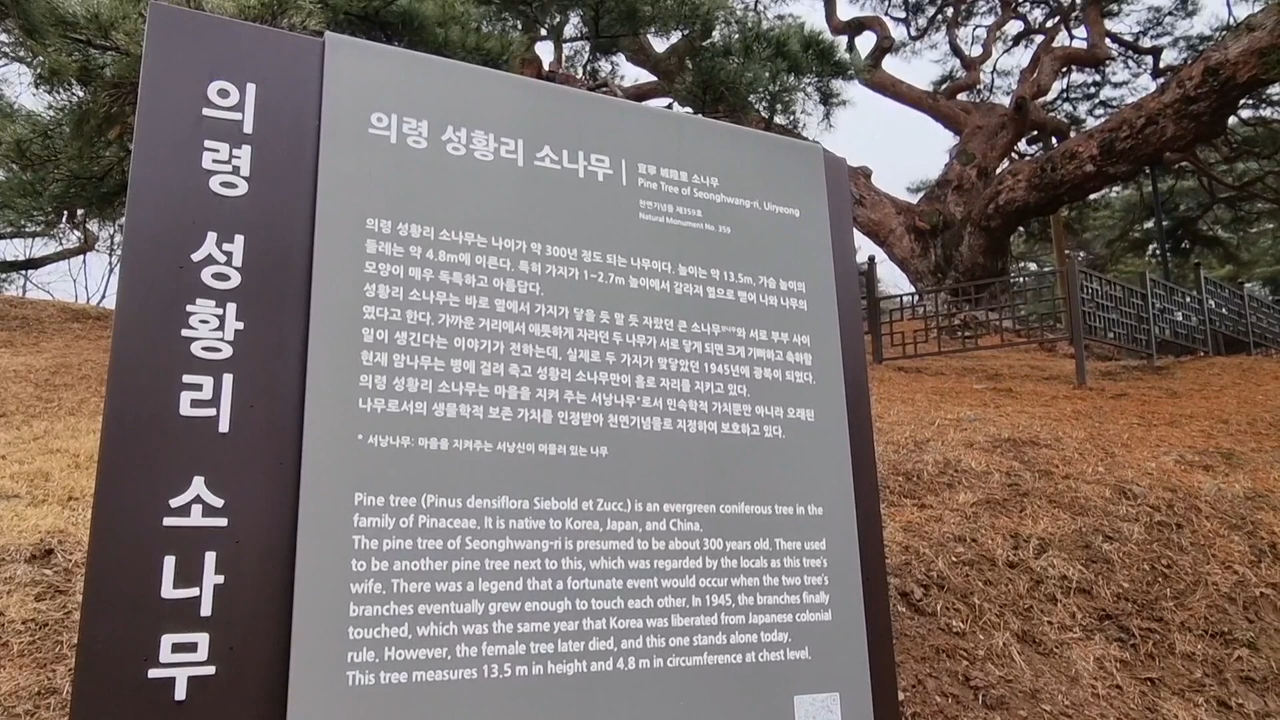 의령 성황리 소나무
의령 성황리 소나무
宜寧 城隍里 소나무
Pine Tree of Seonghwang-ri, Uiryeong
천연기념물 제359호
Natural Monument No. 359
의령 성황리 소나무는 나이가 약 300년 정도 되는 나무이다. 높이는 약 13.5m, 가슴 높이의
둘레는 약 4.8m에 이른다. 특히 가지가 1-2.7m 높이에서 갈라져 옆으로 뻗어 나와 나무의
모양이 매우 독특하고 아름답다.
성황리 소나무는 바로 옆에서 가지가 닿을 듯 말 듯 자랐던 큰 소나무와 서로 부부 사이
였다고 한다. 가까운 거리에서 애틋하게 자라던 두 나무가 서로 닿게 되면 크게 기뻐하고 축하할
일이 생긴다는 이야기가 전하는데, 실제로 두 가지가 맞닿았던 1945년에 광복이 되었다.
현재 암나무는 병에 걸려 죽고 성황리 소나무만이 홀로 자리를 지키고 있다.
의령 성황리 소나무는 마을을 지켜 주는 서낭나무*로서 민속학적 가치뿐만 아니라 오래된
나무로서의 생물학적 보존 가치를 인정받아 천연기념물로 지정하여 보호하고 있다.
* 서낭나무: 마을을 지켜주는 서낭신이 머물러 있는 나무
Pine tree (Pinus densiflora Siebold et Zucc.) is an evergreen coniferous tree in the
family of Pinaceae. It is native to Korea, Japan, and China.
The pine tree of Seonghwang-ri is presumed to be about 300 years old. There used
to be another pine tree next to this, which was regarded by the locals as this tree's
wife. There was a legend that a fortunate event would occur when the two tree's
branches eventually grew enough to touch each other. In 1945, the branches finally
touched, which was the same year that Korea was liberated from Japanese colonial
rule. However, the female tree later died, and this one stands alone today.
This tree measures 13.5 m in height and 4.8 m in circumference at chest level.